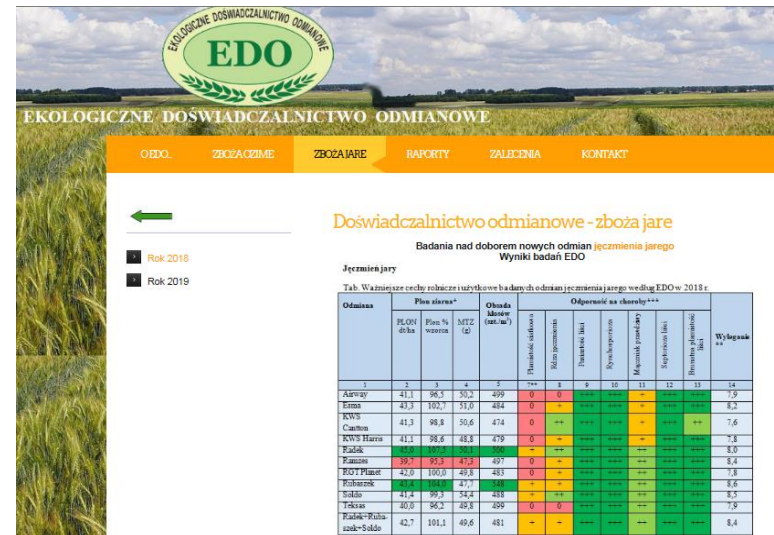 EKOLOGICZNE DOŚWIADCZALNICTWO ODMIANOWE
EDO
EKOLOGICZNE DOŚWIADCZALNICTWO ODMIANOWE
O EDO.. ZBOŻA OZIME ZBOŻA JARE RAPORTY ZALECENIA KONTAKT
Rok 2018
Rok 2019
Doświadczalnictwo odmianowe - zboża jare
Badania nad doborem nowych odmian jęczmienia jarego
Wyniki badań EDO
Jęczmień jary
Tab. Ważniejsze cechy rolnicze i użytkowe badanych odmian jęczmienia jarego według EDO w 2018 r.
Odmiana Plon ziarna* Obsada kłosów (szt./m²) Odporność na choroby*** Wyleganie **
PLON dt/ha Plon % wzorca MTZ (g) Plamistość siatkowa Rdza jęczmienia Pasiastość liści Rynchosporioza Mączniak prawdziwy Septorioza liści Brunatna plamistość liści
1 2 3 4 5 7** 8 9 10 11 12 13 14
Airway 41,1 96,5 50,2 499 0 0 +++ +++ + +++ +++ 7,9
Esma 43,3 102,7 51,0 484 0 + +++ +++ + +++ +++ 8,2
KWS Cantton 41,3 98,8 50,6 474 0 ++ +++ +++ + +++ ++ 7,6
KWS Harris 41,1 98,6 48,8 479 0 + +++ +++ + +++ +++ 7,8
Radek 45,0 107,5 50,1 500 + ++ +++ +++ ++ +++ +++ 8,0
Ramzes 39,7 95,3 47,3 497 0 + +++ +++ ++ +++ +++ 8,4
RGT Planet 42,0 100,0 49,8 483 0 + +++ +++ ++ +++ +++ 7,8
Rubaszek 43,4 104,0 47,7 548 + + +++ +++ ++ +++ +++ 8,6
Soldo 41,4 99,3 54,4 488 + ++ +++ +++ ++ +++ +++ 8,5
Teksas 40,0 96,2 49,8 499 0 0 +++ +++ ++ +++ +++ 7,9
Radek+Ruba-szek+Soldo 42,7 101,1 49,6 481 + + +++ +++ ++ +++ +++ 8,4